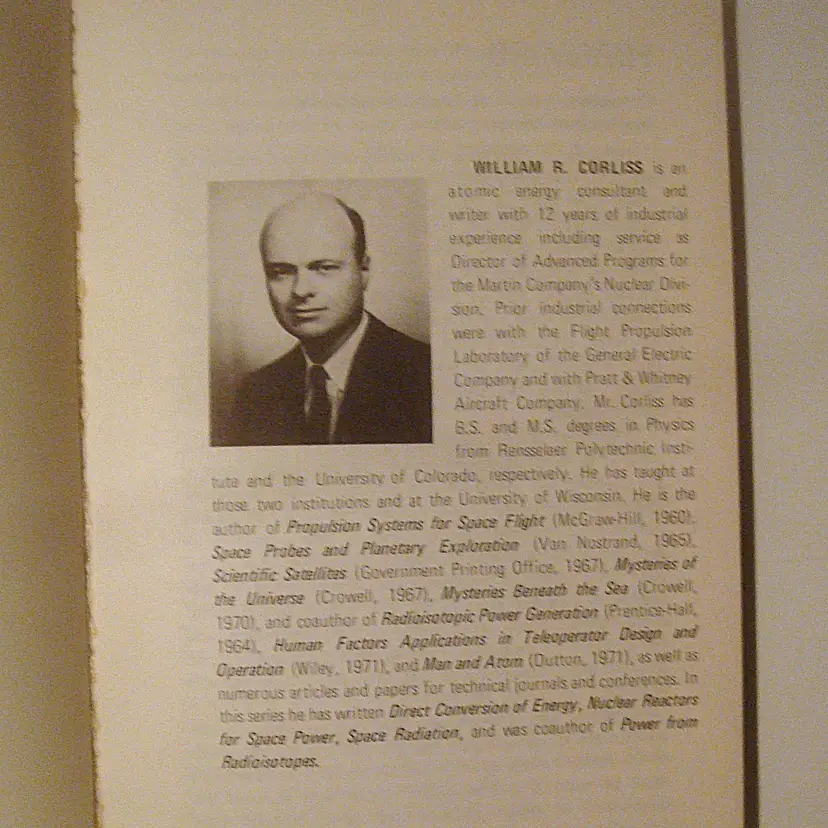 WILLIAM R. CORLISS is an
atomic energy consultant and
writer with 12 years of industrial
experience including service as
Director of Advanced Programs for
the Martin Company's Nuclear Divi-
sion. Prior industrial connections
were with the Flight Propulsion
Laboratory of the General Electric
Company and with Pratt & Whitney
Aircraft Company. Mr. Corliss has
B.S. and M.S. degrees in Physics
from Rensselaer Polytechnic Insti-
tute and the University of Colorado, respectively. He has taught at
those two institutions and at the University of Wisconsin. He is the
author of Propulsion Systems for Space Flight (McGraw-Hill, 1960),
Space Probes and Planetary Exploration (Van Nostrand, 1965),
Scientific Satellites (Government Printing Office, 1967), Mysteries of
the Universe (Crowell, 1967), Mysteries Beneath the Sea (Crowell,
1970), and coauthor of Radioisotopic Power Generation (Prentice-Hall,
1964), Human Factors Applications in Teleoperator Design and
Operation (Wiley, 1971), and Man and Atom (Dutton, 1971), as well as
numerous articles and papers for technical journals and conferences. In
this series he has written Direct Conversion of Energy, Nuclear Reactors
for Space Power, Space Radiation, and was coauthor of Power from
Radioisotopes.